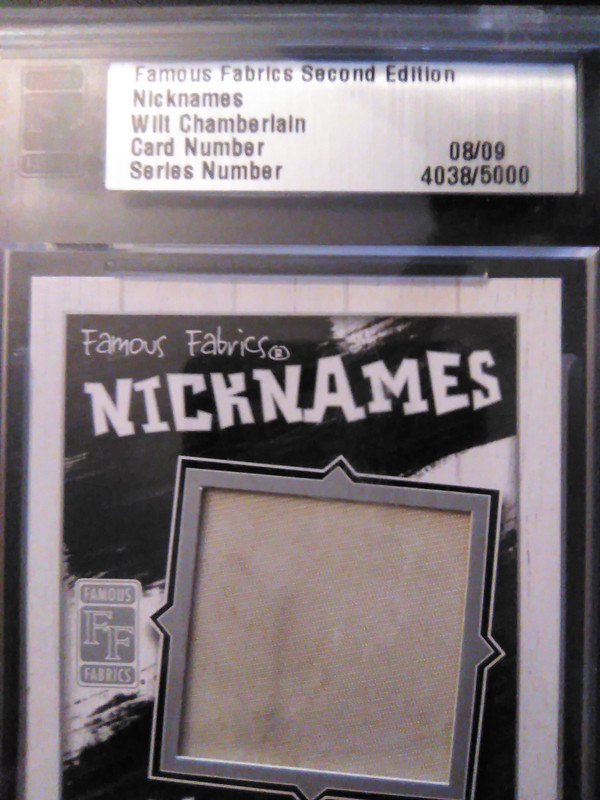 Famous Fabrics Second Edition
Nicknames
Wilt Chamberlain
Card Number 08/09
Series Number 4038/5000
Famous Fabrics®
NICKNAMES
FAMOUS
FF
FABRICS